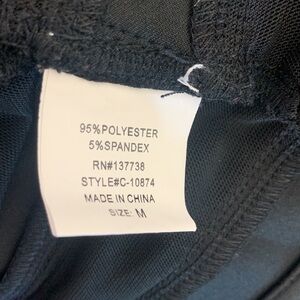 95%POLYESTER
5%SPANDEX
RN#137738
STYLE#C-10874
MADE IN CHINA
SIZE: M